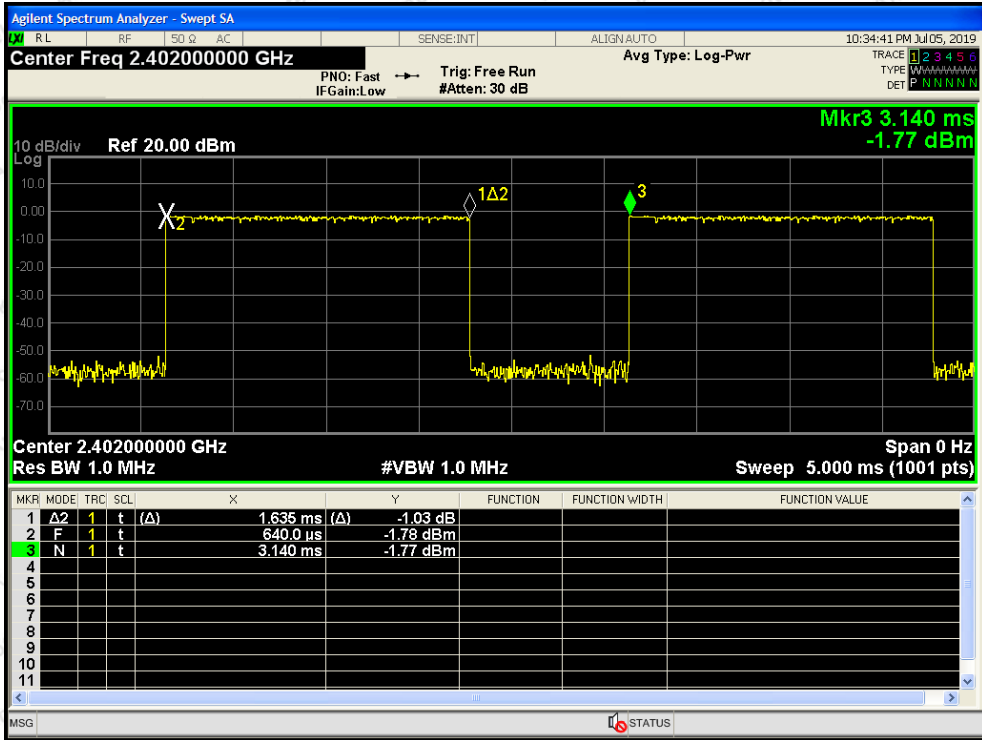 Agilent Spectrum Analyzer - Swept SA
LXI RL RF 50 Ω AC SENSE:INT ALIGN AUTO 10:34:41 PM Jul 05, 2019
Center Freq 2.402000000 GHz
PNO: Fast
IFGain:Low
Trig: Free Run
#Atten: 30 dB
Avg Type: Log-Pwr
TRACE 1 2 3 4 5 6
TYPE WWWWWW
DET P N N N N N
Mkr3 3.140 ms
-1.77 dBm
10 dB/div Ref 20.00 dBm
Log
10.0
0.00
-10.0
-20.0
-30.0
-40.0
-50.0
-60.0
-70.0
X2
1Δ2
3
Center 2.402000000 GHz Span 0 Hz
Res BW 1.0 MHz #VBW 1.0 MHz Sweep 5.000 ms (1001 pts)
MKR MODE TRC SCL X Y FUNCTION FUNCTION WIDTH FUNCTION VALUE
1 Δ2 1 t (Δ) 1.635 ms (Δ) -1.03 dB
2 F 1 t 640.0 µs -1.78 dBm
3 N 1 t 3.140 ms -1.77 dBm
4
5
6
7
8
9
10
11
MSG STATUS